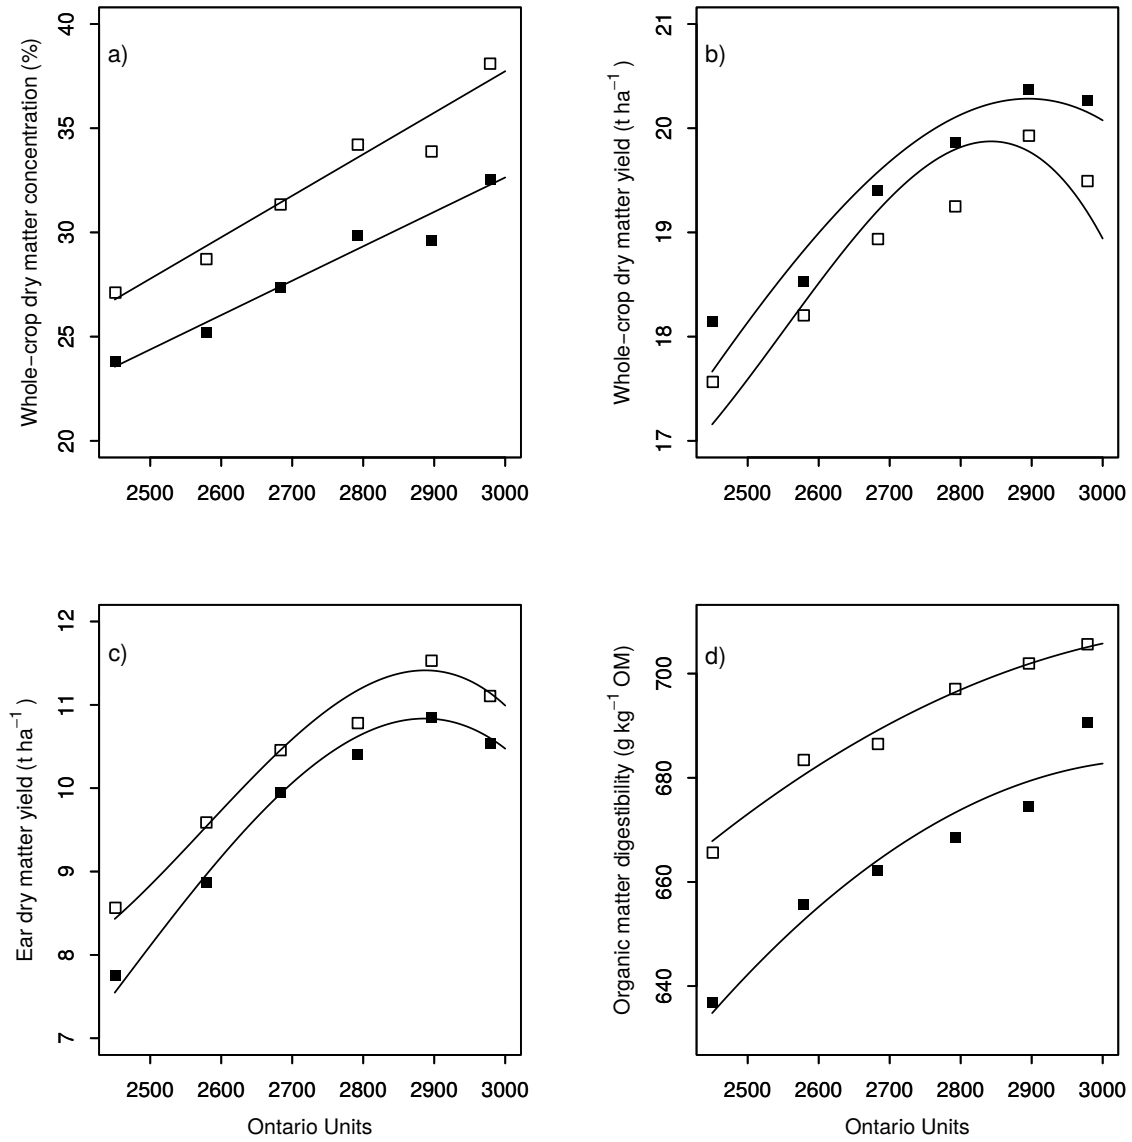 a)
Whole−crop dry matter concentration (%)
40
35
30
25
20
2500 2600 2700 2800 2900 3000
b)
Whole−crop dry matter yield (t ha−1 )
21
20
19
18
17
2500 2600 2700 2800 2900 3000
c)
Ear dry matter yield (t ha−1 )
12
11
10
9
8
7
2500 2600 2700 2800 2900 3000
Ontario Units
d)
Organic matter digestibility (g kg−1 OM)
700
680
660
640
2500 2600 2700 2800 2900 3000
Ontario Units